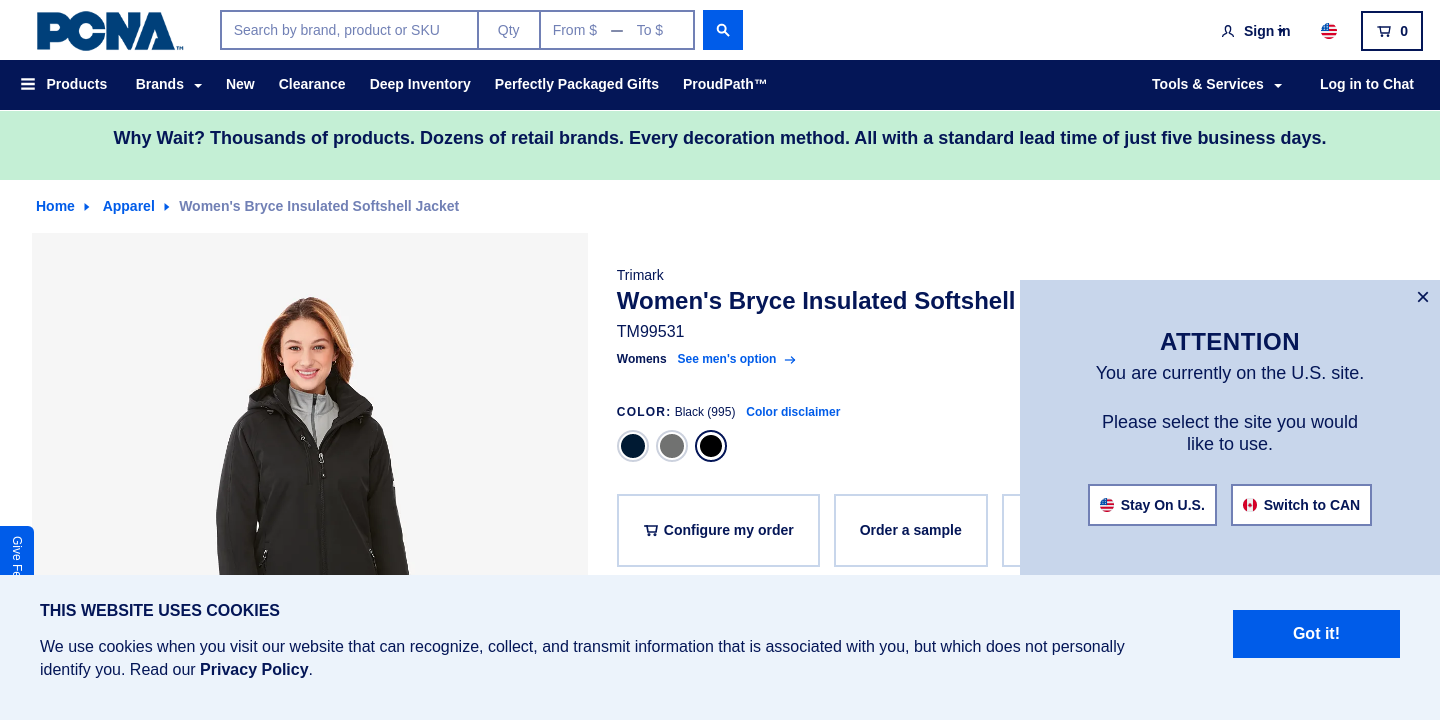 PCNA™
Search by brand, product or SKU Qty From $ To $
Sign in
0
Products Brands New Clearance Deep Inventory Perfectly Packaged Gifts ProudPath™ Tools & Services Log in to Chat
Why Wait? Thousands of products. Dozens of retail brands. Every decoration method. All with a standard lead time of just five business days.
Home Apparel Women's Bryce Insulated Softshell Jacket
Trimark
Women's Bryce Insulated Softshell
TM99531
Womens See men's option
COLOR: Black (995) Color disclaimer
Configure my order Order a sample
×
ATTENTION
You are currently on the U.S. site.
Please select the site you would
like to use.
Stay On U.S. Switch to CAN
Give
THIS WEBSITE USES COOKIES
We use cookies when you visit our website that can recognize, collect, and transmit information that is associated with you, but which does not personally
identify you. Read our Privacy Policy.
Got it!